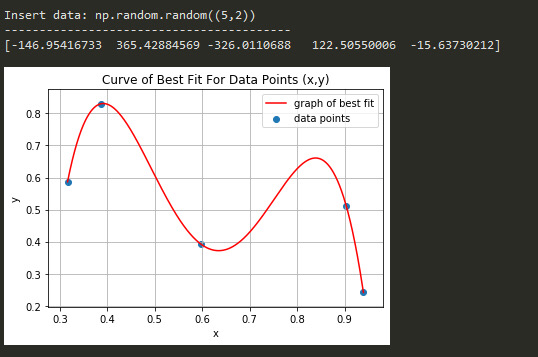 Insert data: np.random.random((5,2))
----------------------------------------
[-146.95416733  365.42884569 -326.0110688   122.50550006  -15.63730212]
Curve of Best Fit For Data Points (x,y)
graph of best fit
data points
0.8
0.7
0.6
0.5
0.4
0.3
0.2
y
0.3 0.4 0.5 0.6 0.7 0.8 0.9
x